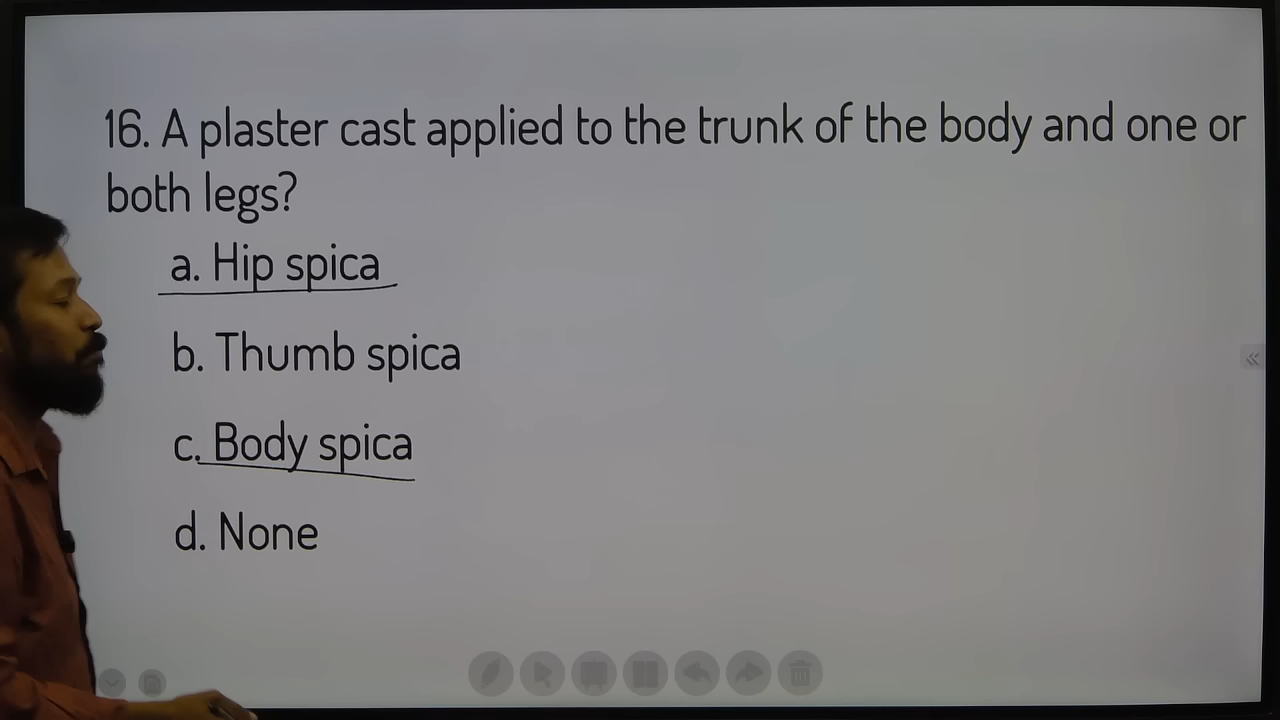 16. A plaster cast applied to the trunk of the body and one or
both legs?
a. Hip spica
b. Thumb spica
c. Body spica
d. None